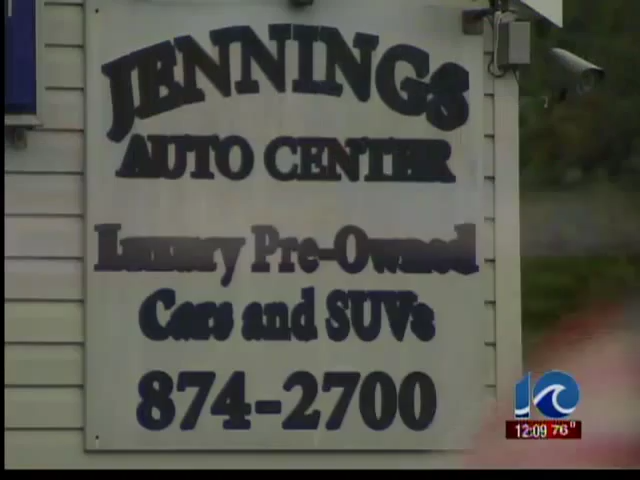 JENNINGS
AUTO CENTER
Luxury Pre-Owned
Cars and SUVs
874-2700
10
12:09 76°